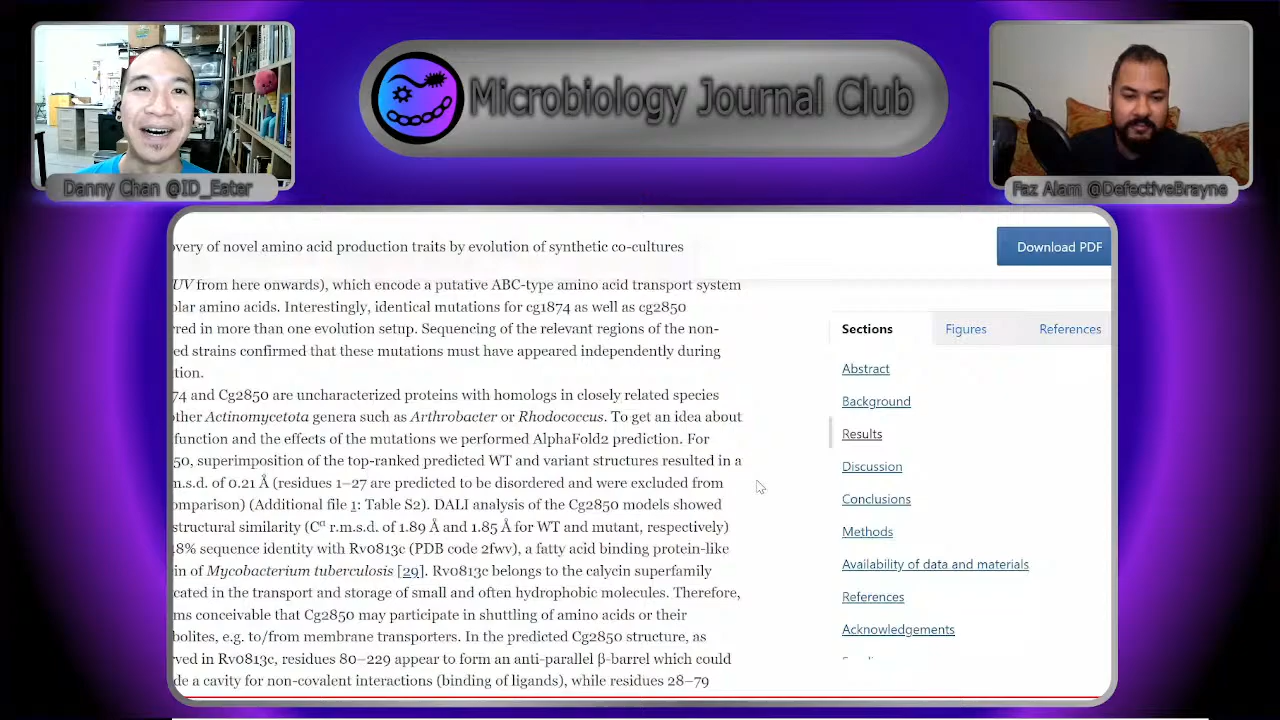 Microbiology Journal Club
Danny Chan @ID_Eater
Faz Alam @DefectiveBrayne
very of novel amino acid production traits by evolution of synthetic co-cultures
Download PDF
UV from here onwards), which encode a putative ABC-type amino acid transport system
olar amino acids. Interestingly, identical mutations for cg1874 as well as cg2850
red in more than one evolution setup. Sequencing of the relevant regions of the non-
ed strains confirmed that these mutations must have appeared independently during
tion.
74 and Cg2850 are uncharacterized proteins with homologs in closely related species
other Actinomycetota genera such as Arthrobacter or Rhodococcus. To get an idea about
function and the effects of the mutations we performed AlphaFold2 prediction. For
50, superimposition of the top-ranked predicted WT and variant structures resulted in a
m.s.d. of 0.21 Å (residues 1–27 are predicted to be disordered and were excluded from
omparison) (Additional file 1: Table S2). DALI analysis of the Cg2850 models showed
structural similarity (Cα r.m.s.d. of 1.89 Å and 1.85 Å for WT and mutant, respectively)
8% sequence identity with Rv0813c (PDB code 2fwv), a fatty acid binding protein-like
in of Mycobacterium tuberculosis [29]. Rv0813c belongs to the calycin superfamily
cated in the transport and storage of small and often hydrophobic molecules. Therefore,
ms conceivable that Cg2850 may participate in shuttling of amino acids or their
bolites, e.g. to/from membrane transporters. In the predicted Cg2850 structure, as
rved in Rv0813c, residues 80–229 appear to form an anti-parallel β-barrel which could
de a cavity for non-covalent interactions (binding of ligands), while residues 28–79
Sections
Figures
References
Abstract
Background
Results
Discussion
Conclusions
Methods
Availability of data and materials
References
Acknowledgements